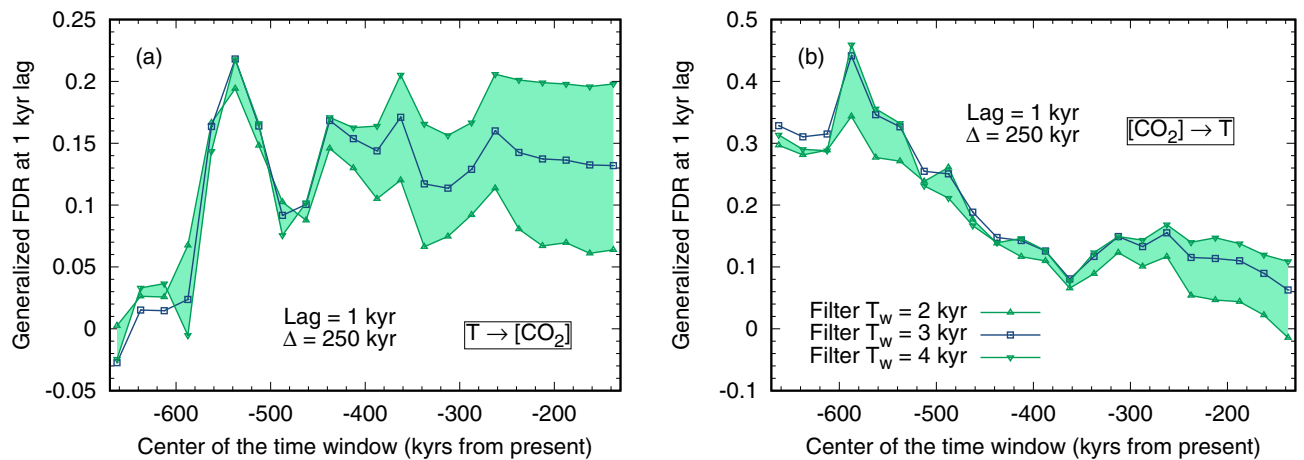 (a)
Generalized FDR at 1 kyr lag
0.25
0.2
0.15
0.1
0.05
0
-0.05
Lag = 1 kyr
Δ = 250 kyr
T → [CO₂]
-600
-500
-400
-300
-200
Center of the time window (kyrs from present)
(b)
Generalized FDR at 1 kyr lag
0.5
0.4
0.3
0.2
0.1
0
-0.1
Lag = 1 kyr
Δ = 250 kyr
[CO₂] → T
Filter T_w = 2 kyr
Filter T_w = 3 kyr
Filter T_w = 4 kyr
-600
-500
-400
-300
-200
Center of the time window (kyrs from present)